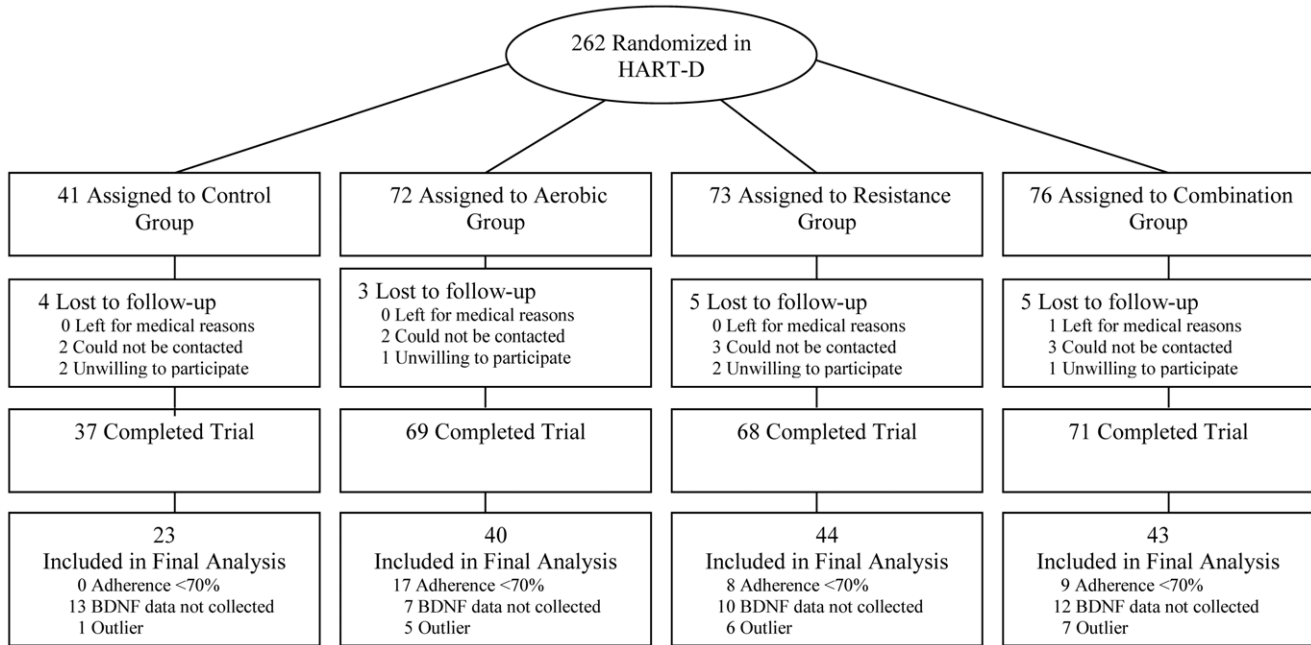 262 Randomized in
HART-D
41 Assigned to Control
Group
72 Assigned to Aerobic
Group
73 Assigned to Resistance
Group
76 Assigned to Combination
Group
4 Lost to follow-up
0 Left for medical reasons
2 Could not be contacted
2 Unwilling to participate
3 Lost to follow-up
0 Left for medical reasons
2 Could not be contacted
1 Unwilling to participate
5 Lost to follow-up
0 Left for medical reasons
3 Could not be contacted
2 Unwilling to participate
5 Lost to follow-up
1 Left for medical reasons
3 Could not be contacted
1 Unwilling to participate
37 Completed Trial
69 Completed Trial
68 Completed Trial
71 Completed Trial
23
Included in Final Analysis
0 Adherence <70%
13 BDNF data not collected
1 Outlier
40
Included in Final Analysis
17 Adherence <70%
7 BDNF data not collected
5 Outlier
44
Included in Final Analysis
8 Adherence <70%
10 BDNF data not collected
6 Outlier
43
Included in Final Analysis
9 Adherence <70%
12 BDNF data not collected
7 Outlier